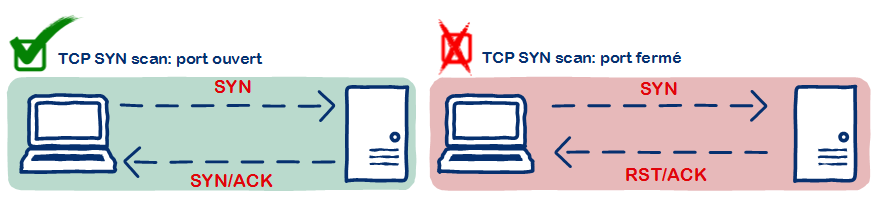 TCP SYN scan: port ouvert
SYN
SYN/ACK
TCP SYN scan: port fermé
SYN
RST/ACK